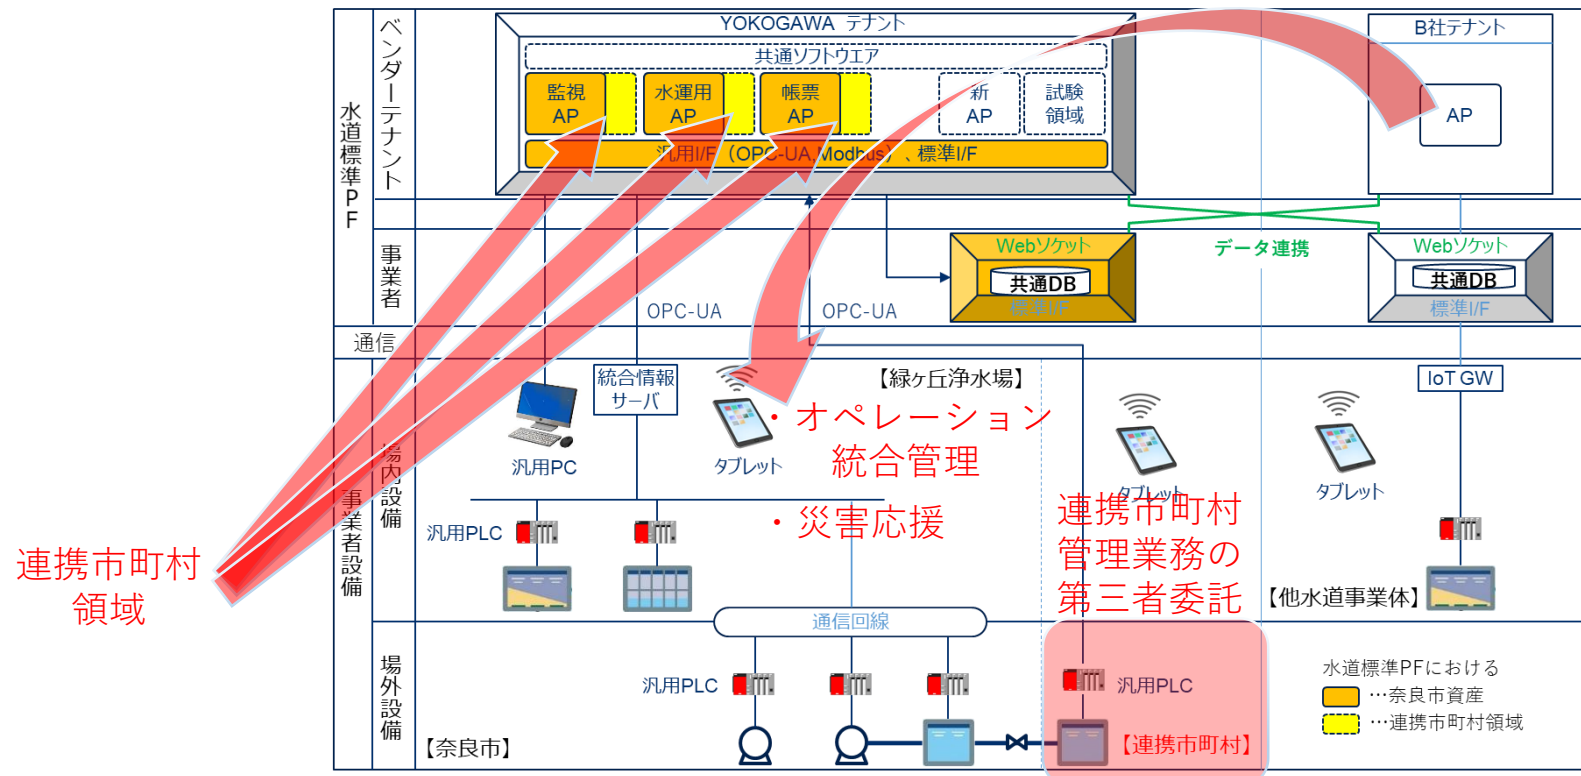 YOKOGAWA テナント
B社テナント
共通ソフトウエア
監視
AP
水運用
AP
帳票
AP
新
AP
試験
領域
AP
汎用I/F（OPC-UA,Modbus）、標準I/F
水道標準PF
ベンダーテナント
事業者
Webソケット
共通DB
標準I/F
データ連携
Webソケット
共通DB
標準I/F
OPC-UA
OPC-UA
通信
事業者設備
場内設備
統合情報
サーバ
【緑ヶ丘浄水場】
IoT GW
汎用PC
タブレット
・オペレーション
統合管理
・災害応援
タブレット
タブレット
汎用PLC
連携市町村
管理業務の
第三者委託
【他水道事業体】
連携市町村
領域
通信回線
場外設備
汎用PLC
汎用PLC
【奈良市】
【連携市町村】
水道標準PFにおける
…奈良市資産
…連携市町村領域